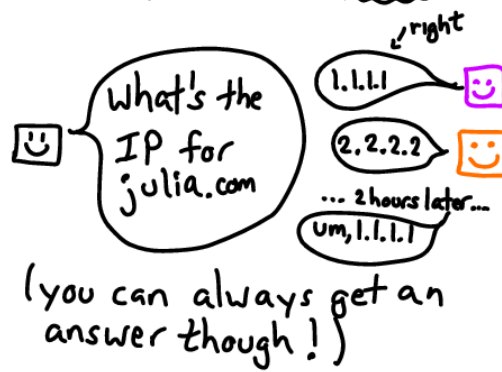 right
What's the
IP for
julia.com
1.1.1.1
2.2.2.2
... 2 hours later...
um, 1.1.1.1
(you can always get an
answer though!)